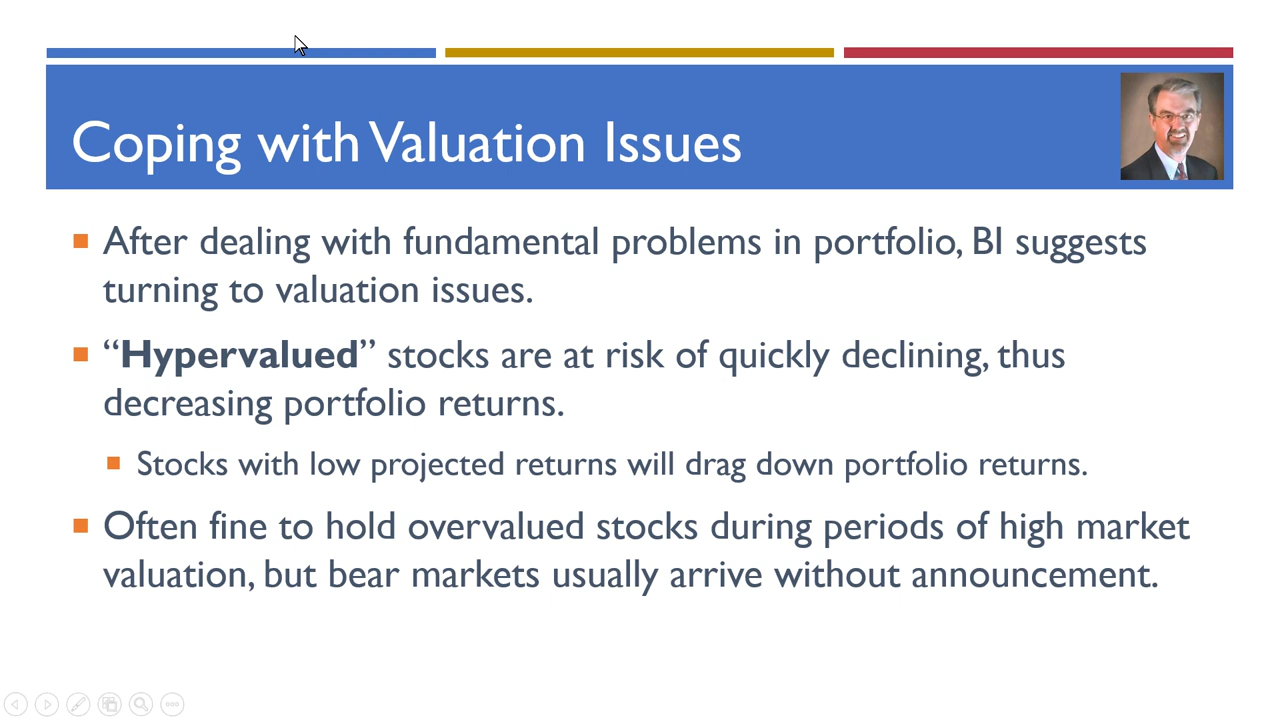 Coping with Valuation Issues
After dealing with fundamental problems in portfolio, BI suggests
turning to valuation issues.
“Hypervalued” stocks are at risk of quickly declining, thus
decreasing portfolio returns.
Stocks with low projected returns will drag down portfolio returns.
Often fine to hold overvalued stocks during periods of high market
valuation, but bear markets usually arrive without announcement.